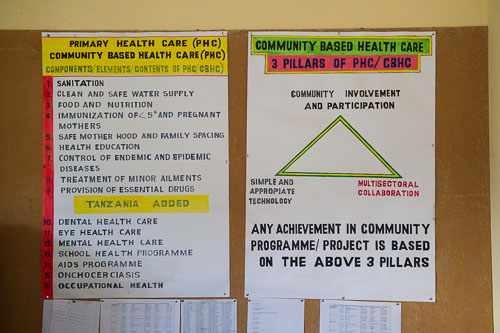 PRIMARY HEALTH CARE (PHC)
COMMUNITY BASED HEALTH CARE(PHC)
COMPONENTS/ELEMENTS/CONTENTS OF PHC/CBHC)
1. SANITATION
2. CLEAN AND SAFE WATER SUPPLY
3. FOOD AND NUTRITION
4. IMMUNIZATION OF<5ˢ AND PREGNANT
MOTHERS
5. SAFE MOTHER HOOD AND FAMILY SPACING
6. HEALTH EDUCATION
7. CONTROL OF ENDEMIC AND EPIDEMIC
DISEASES
8. TREATMENT OF MINOR AILMENTS
9. PROVISION OF ESSENTIAL DRUGS
TANZANIA ADDED
10. DENTAL HEALTH CARE
11. EYE HEALTH CARE
12. MENTAL HEALTH CARE
13. SCHOOL HEALTH PROGRAMME
14. AIDS PROGRAMME
15. ONCHOCERCIASIS
16. OCCUPATIONAL HEALTH
COMMUNITY BASED HEALTH CARE
3 PILLARS OF PHC/ CBHC
COMMUNITY INVOLVEMENT
AND PARTICIPATION
SIMPLE AND
APPROPIATE
TECHNOLOGY
MULTISECTORAL
COLLABORATION
ANY ACHIEVEMENT IN COMMUNITY
PROGRAMME/ PROJECT IS BASED
ON THE ABOVE 3 PILLARS